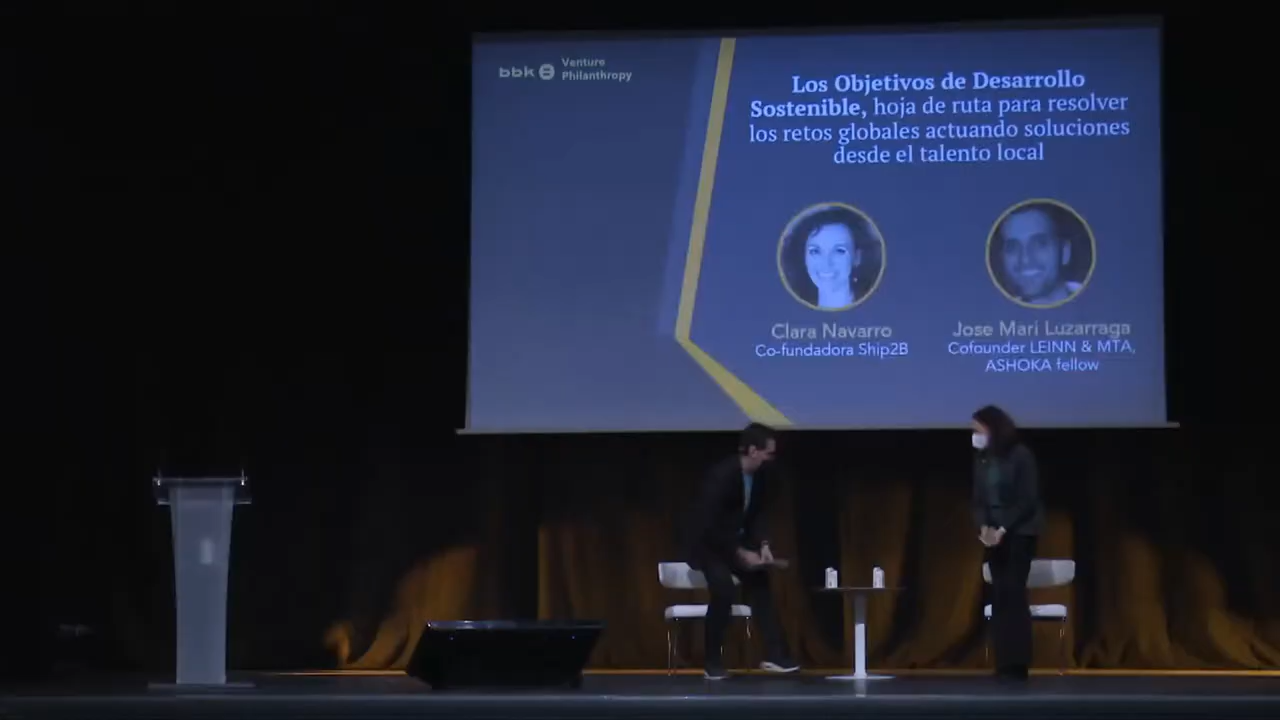 bbk Venture
Philanthropy
Los Objetivos de Desarrollo
Sostenible, hoja de ruta para resolver
los retos globales actuando soluciones
desde el talento local
Clara Navarro
Co-fundadora Ship2B
Jose Mari Luzarraga
Cofounder LEINN & MTA,
ASHOKA fellow